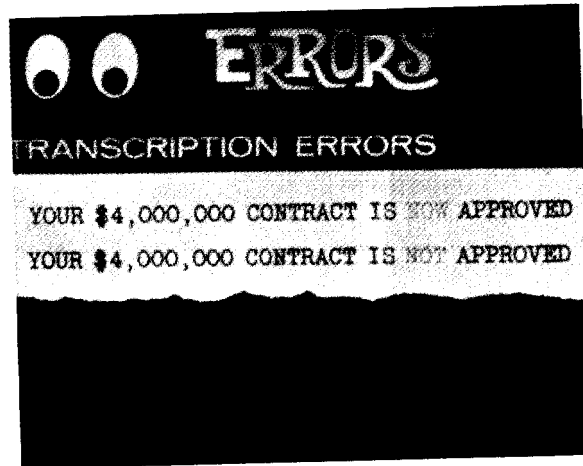 ERRORS
TRANSCRIPTION ERRORS
YOUR $4,000,000 CONTRACT IS NOW APPROVED
YOUR $4,000,000 CONTRACT IS NOT APPROVED